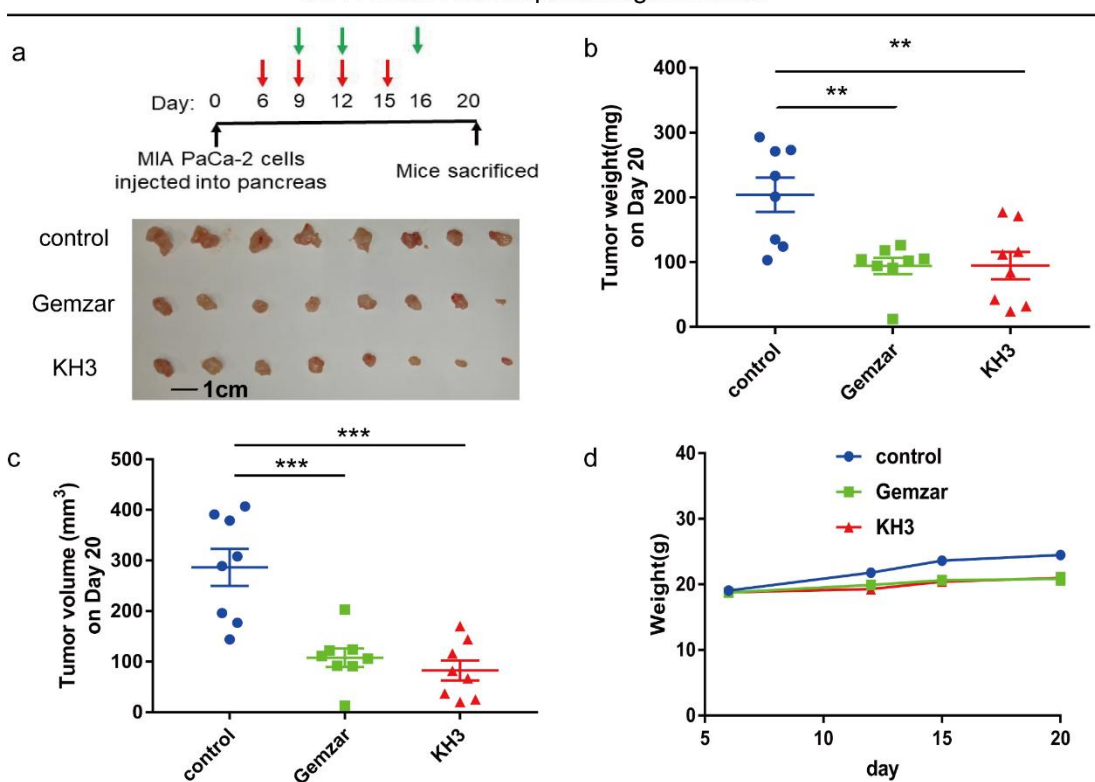 a
Day: 0 6 9 12 15 16 20
MIA PaCa-2 cells
injected into pancreas
Mice sacrificed
control
Gemzar
KH3
1cm
b
**
**
Tumor weight(mg)
on Day 20
400
300
200
100
0
control
Gemzar
KH3
c
***
***
Tumor volume (mm³)
on Day 20
500
400
300
200
100
0
control
Gemzar
KH3
d
control
Gemzar
KH3
Weight(g)
40
30
20
10
0
5 10 15 20
day